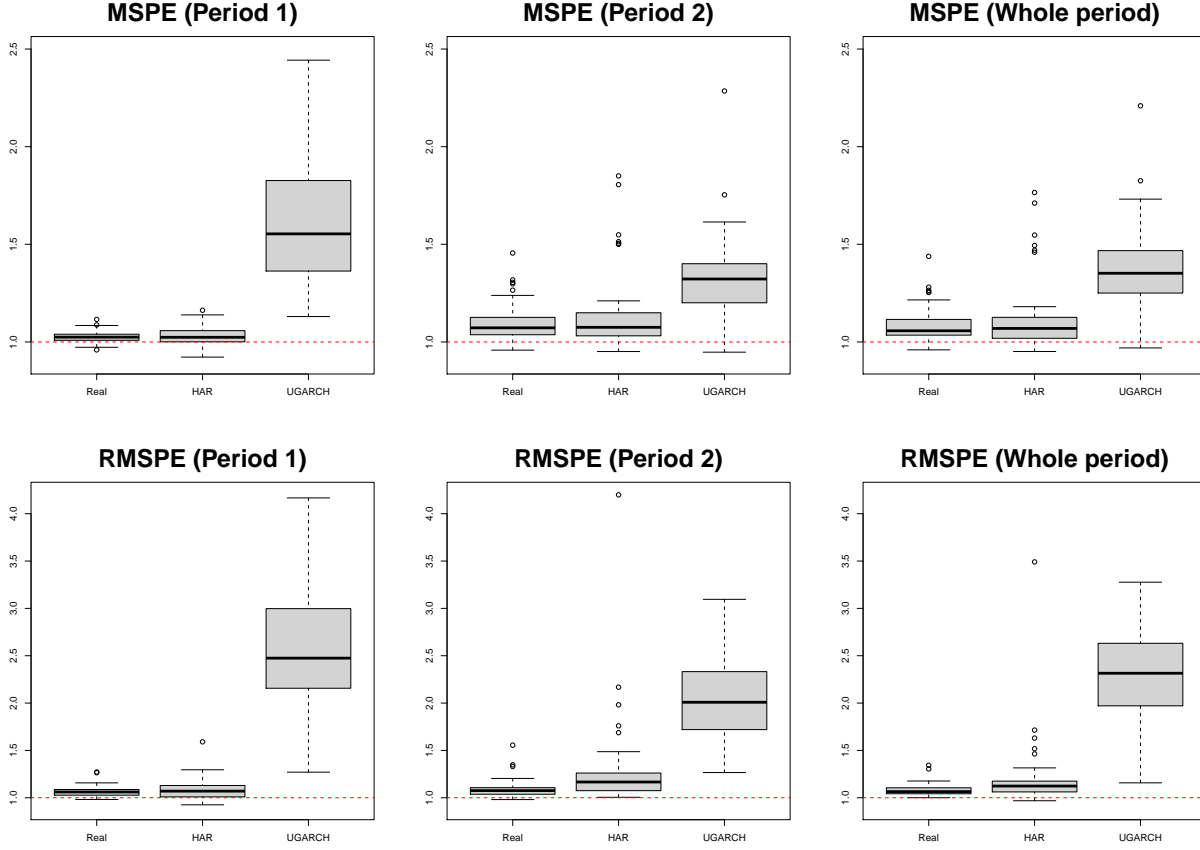 MSPE (Period 1)
MSPE (Period 2)
MSPE (Whole period)
2.5
2.0
1.5
1.0
Real HAR UGARCH
2.5
2.0
1.5
1.0
Real HAR UGARCH
2.5
2.0
1.5
1.0
Real HAR UGARCH
RMSPE (Period 1)
RMSPE (Period 2)
RMSPE (Whole period)
4.0
3.5
3.0
2.5
2.0
1.5
1.0
Real HAR UGARCH
4.0
3.5
3.0
2.5
2.0
1.5
1.0
Real HAR UGARCH
4.0
3.5
3.0
2.5
2.0
1.5
1.0
Real HAR UGARCH